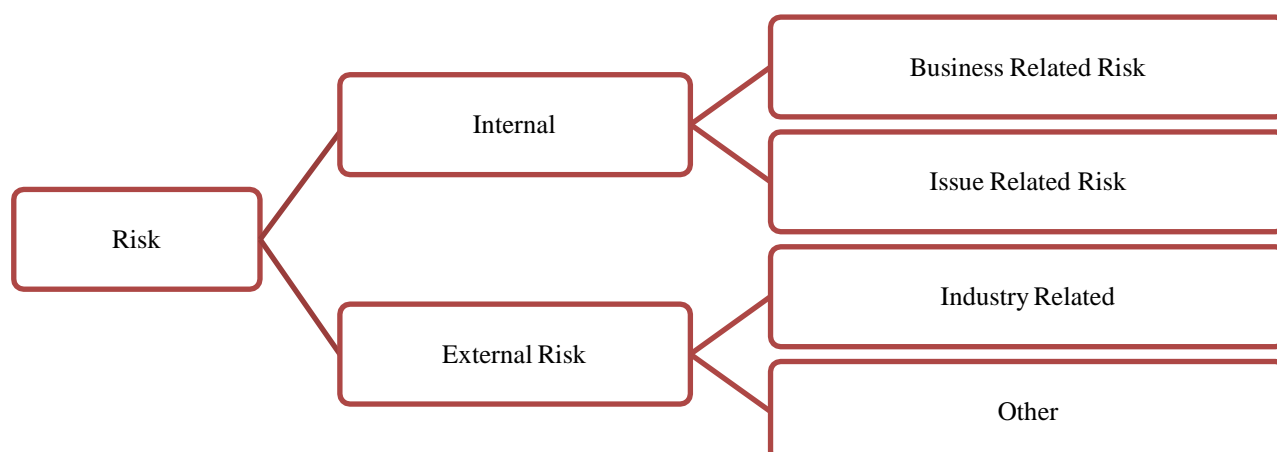 Risk
Internal
Business Related Risk
Issue Related Risk
External Risk
Industry Related
Other